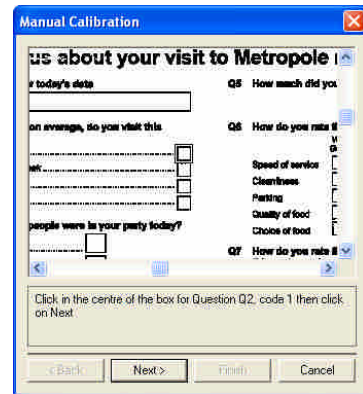 Manual Calibration
us about your visit to Metropole
r today's date
on average, do you visit this
eek
people were in your party today?
Q5 How much did you
Q6 How do you rate t
Speed of service
Cleanliness
Parking
Quality of food
Choice of food
Q7 How do you rate
Click in the centre of the box for Question Q2, code 1 then click
on Next
< Back
Next >
Finish
Cancel